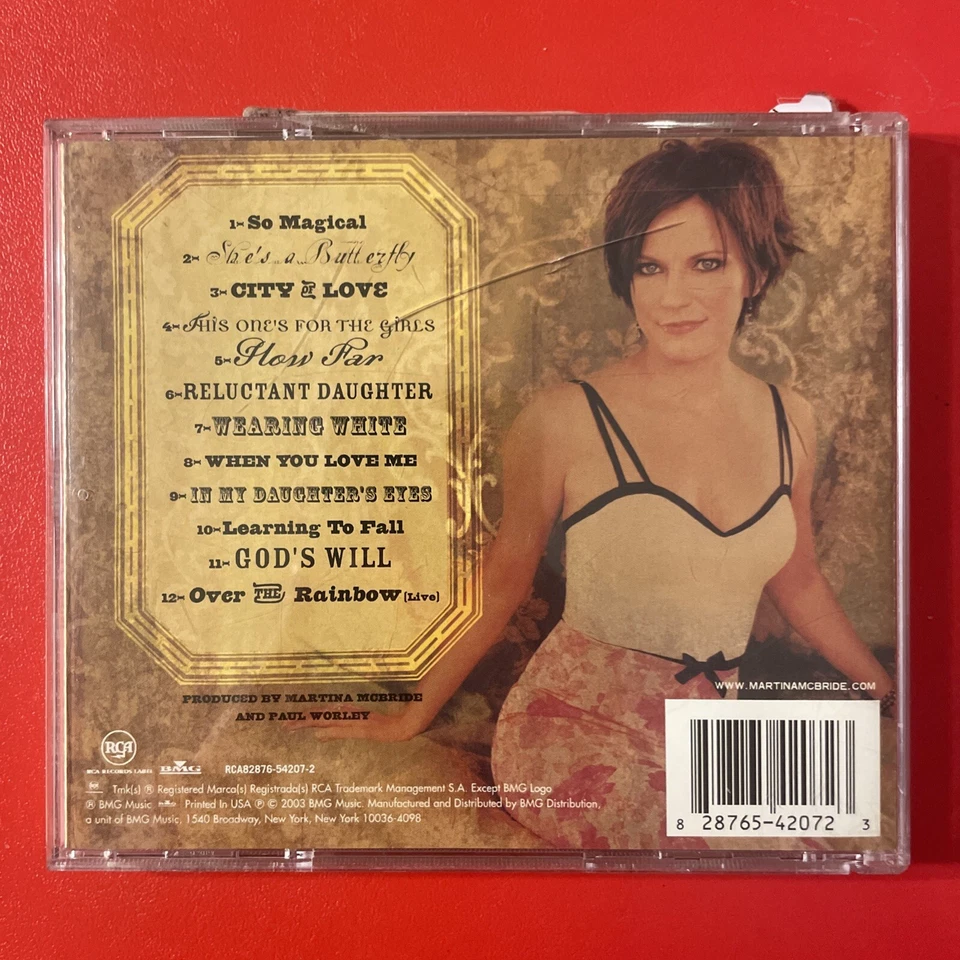 1- So Magical
2- She's a Butterfly
3- CITY OF LOVE
4- THIS ONE'S FOR THE GIRLS
5- How Far
6- RELUCTANT DAUGHTER
7- WEARING WHITE
8- WHEN YOU LOVE ME
9- IN MY DAUGHTER'S EYES
10- Learning To Fall
11- GOD'S WILL
12- Over THE Rainbow (Live)
PRODUCED BY MARTINA MCBRIDE
AND PAUL WORLEY
WWW.MARTINAMCBRIDE.COM
RCA
RCA RECORDS LABEL BMG RCA82876-54207-2
Tmk(s) ® Registered Marca(s) Registrada(s) RCA Trademark Management S.A. Except BMG Logo
® BMG Music Printed in USA ℗ © 2003 BMG Music. Manufactured and Distributed by BMG Distribution,
a unit of BMG Music, 1540 Broadway, New York, New York 10036-4098
8 28765-42072 3